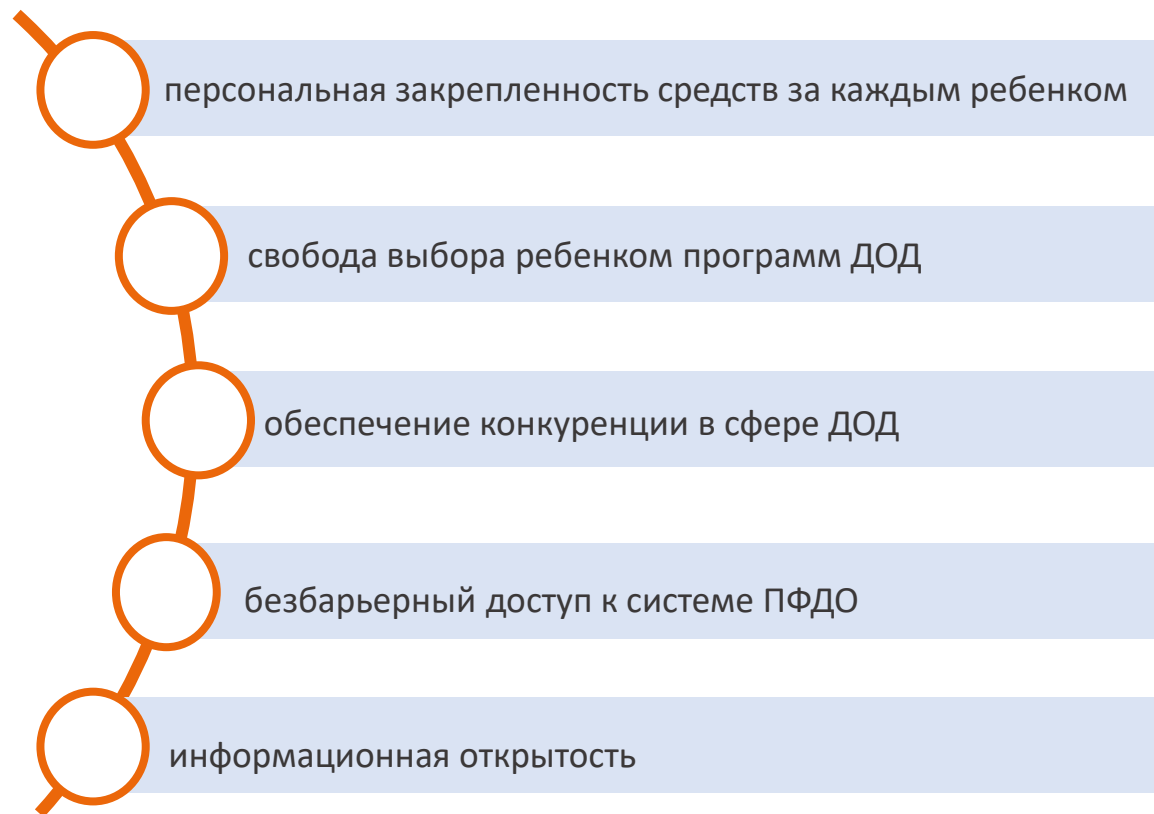 персональная закрепленность средств за каждым ребенком
свобода выбора ребенком программ ДОД
обеспечение конкуренции в сфере ДОД
безбарьерный доступ к системе ПФДО
информационная открытость